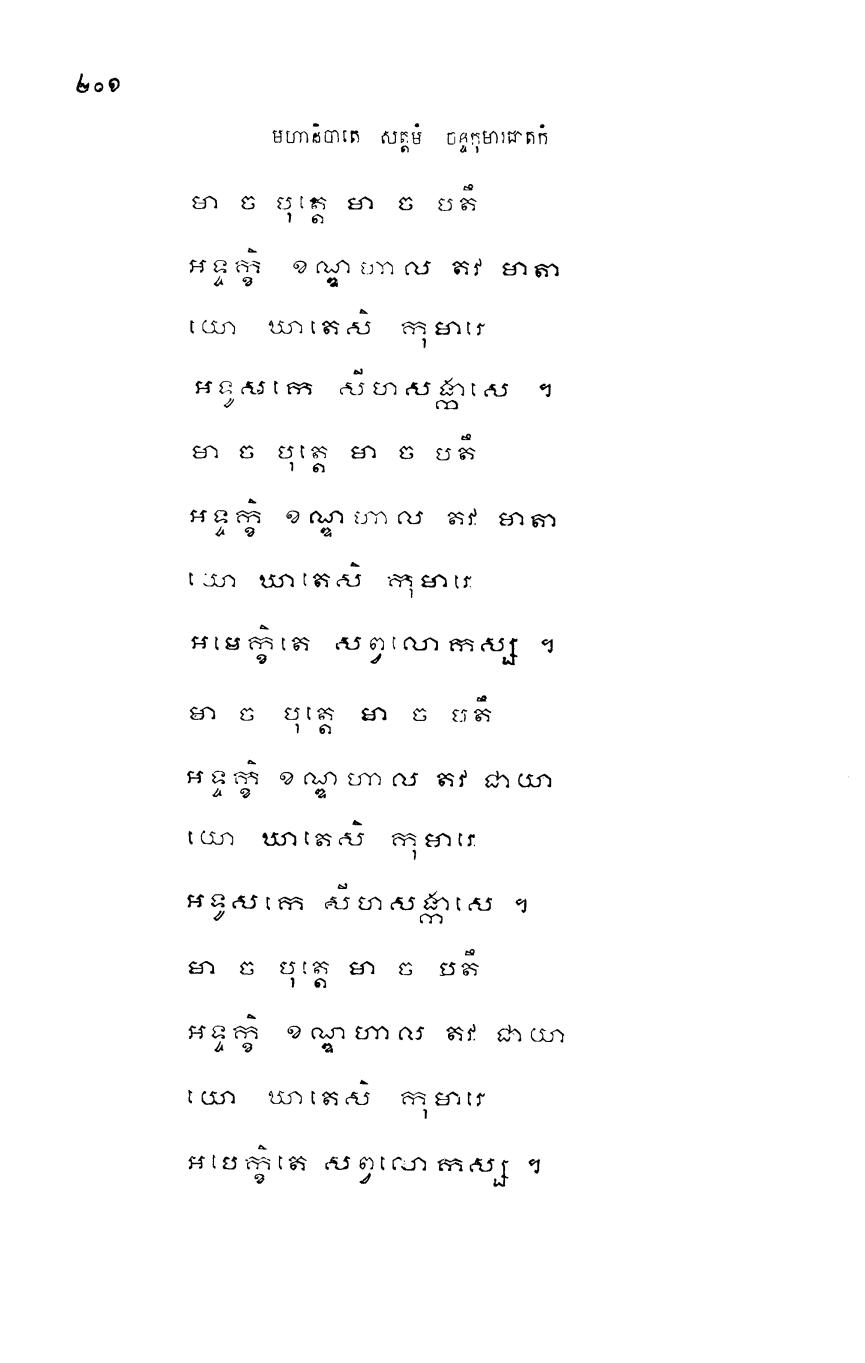 ២០១
មហានិបាតេ សត្តមំ ចន្ទកុមារជាតកំ
មា ច បុត្តេ មា ច បតឹ
អទ្ទក្ខិ ខណ្ឌហាល តវ មាតា
យោ ឃាតេសិ កុមារេ
អទូសកេ សីហសង្កាសេ ។
មា ច បុត្តេ មា ច បតឹ
អទ្ទក្ខិ ខណ្ឌហាល តវ មាតា
យោ ឃាតេសិ កុមារេ
អមេក្ខិតេ សព្វលោកស្ស ។
មា ច បុត្តេ មា ច បតឹ
អទ្ទក្ខិ ខណ្ឌហាល តវ ជាយា
យោ ឃាតេសិ កុមារេ
អទូសកេ សីហសង្កាសេ ។
មា ច បុត្តេ មា ច បតឹ
អទ្ទក្ខិ ខណ្ឌហាល តវ ជាយា
យោ ឃាតេសិ កុមារេ
អបេក្ខិតេ សព្វលោកស្ស ។